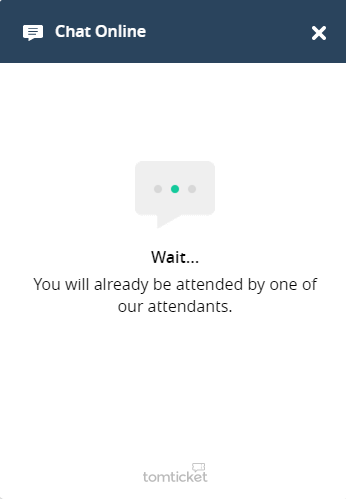 Chat Online
Wait...
You will already be attended by one of
our attendants.
tomticket